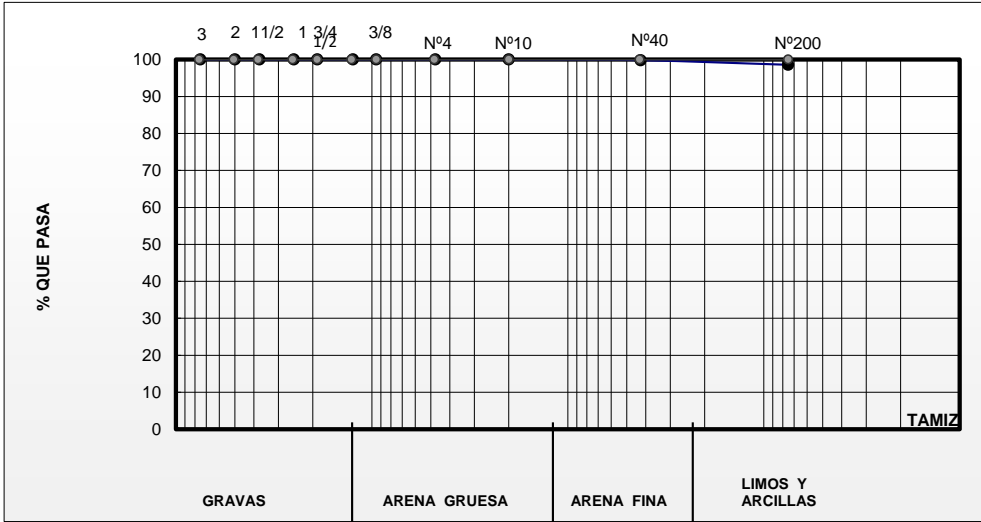 3 2 11/2 1 3/4 3/8 Nº4 Nº10 Nº40 Nº200
1/2
100
90
80
70
60
50
40
30
20
10
0
% QUE PASA
TAMIZ
GRAVAS ARENA GRUESA ARENA FINA LIMOS Y
ARCILLAS